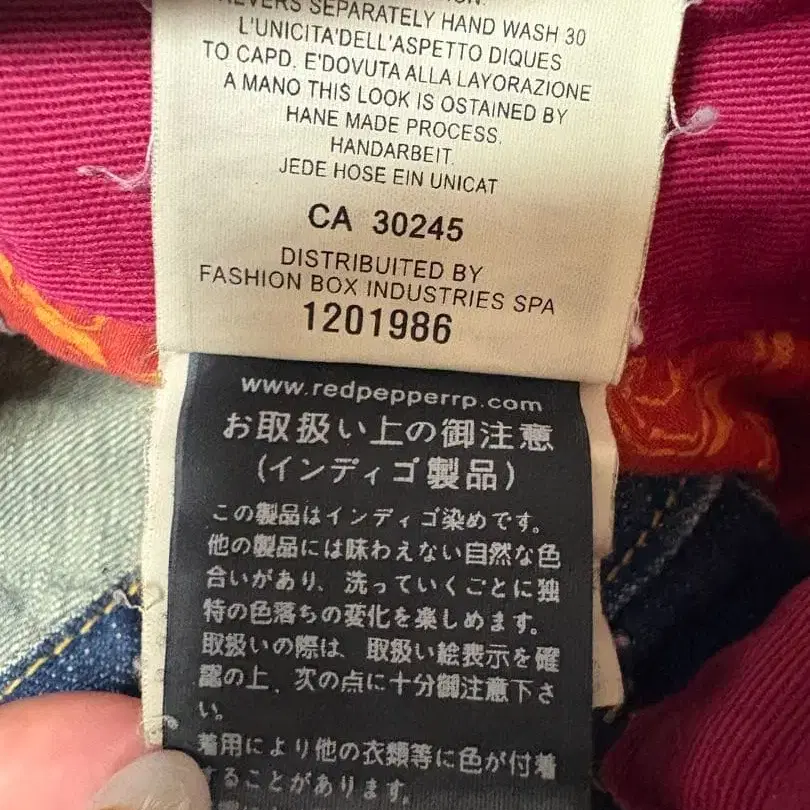 REVERS SEPARATELY HAND WASH 30
L'UNICITA'DELL'ASPETTO DIQUES
TO CAPD. E'DOVUTA ALLA LAYORAZIONE
A MANO THIS LOOK IS OSTAINED BY
HANE MADE PROCESS.
HANDARBEIT.
JEDE HOSE EIN UNICAT
CA 30245
DISTRIBUITED BY
FASHION BOX INDUSTRIES SPA
1201986
www.redpepperrp.com
お取扱い上の御注意
(インディゴ製品)
この製品はインディゴ染めです。
他の製品には味わえない自然な色
合いがあり、洗っていくごとに独
特の色落ちの変化を楽しめます。
取扱いの際は、取扱い絵表示を確
認の上、次の点に十分御注意下さ
い。
着用により他の衣類等に色が付着
することがあります。